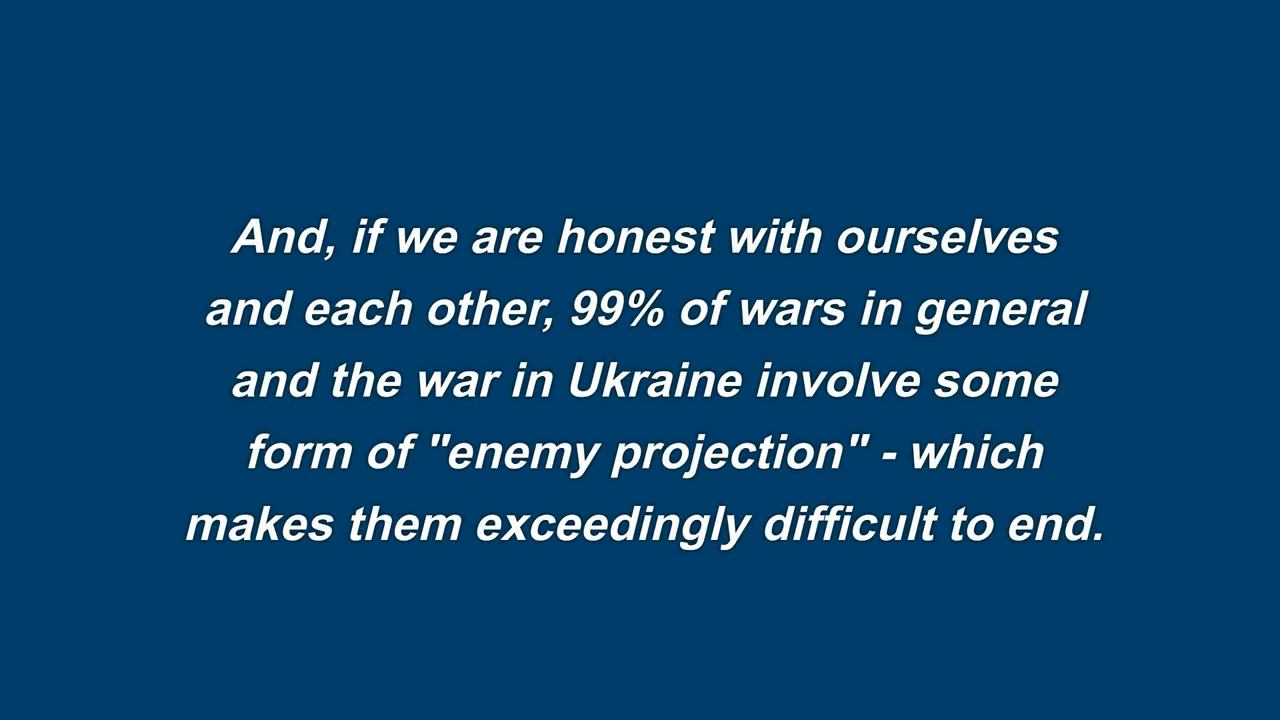 And, if we are honest with ourselves
and each other, 99% of wars in general
and the war in Ukraine involve some
form of "enemy projection" - which
makes them exceedingly difficult to end.